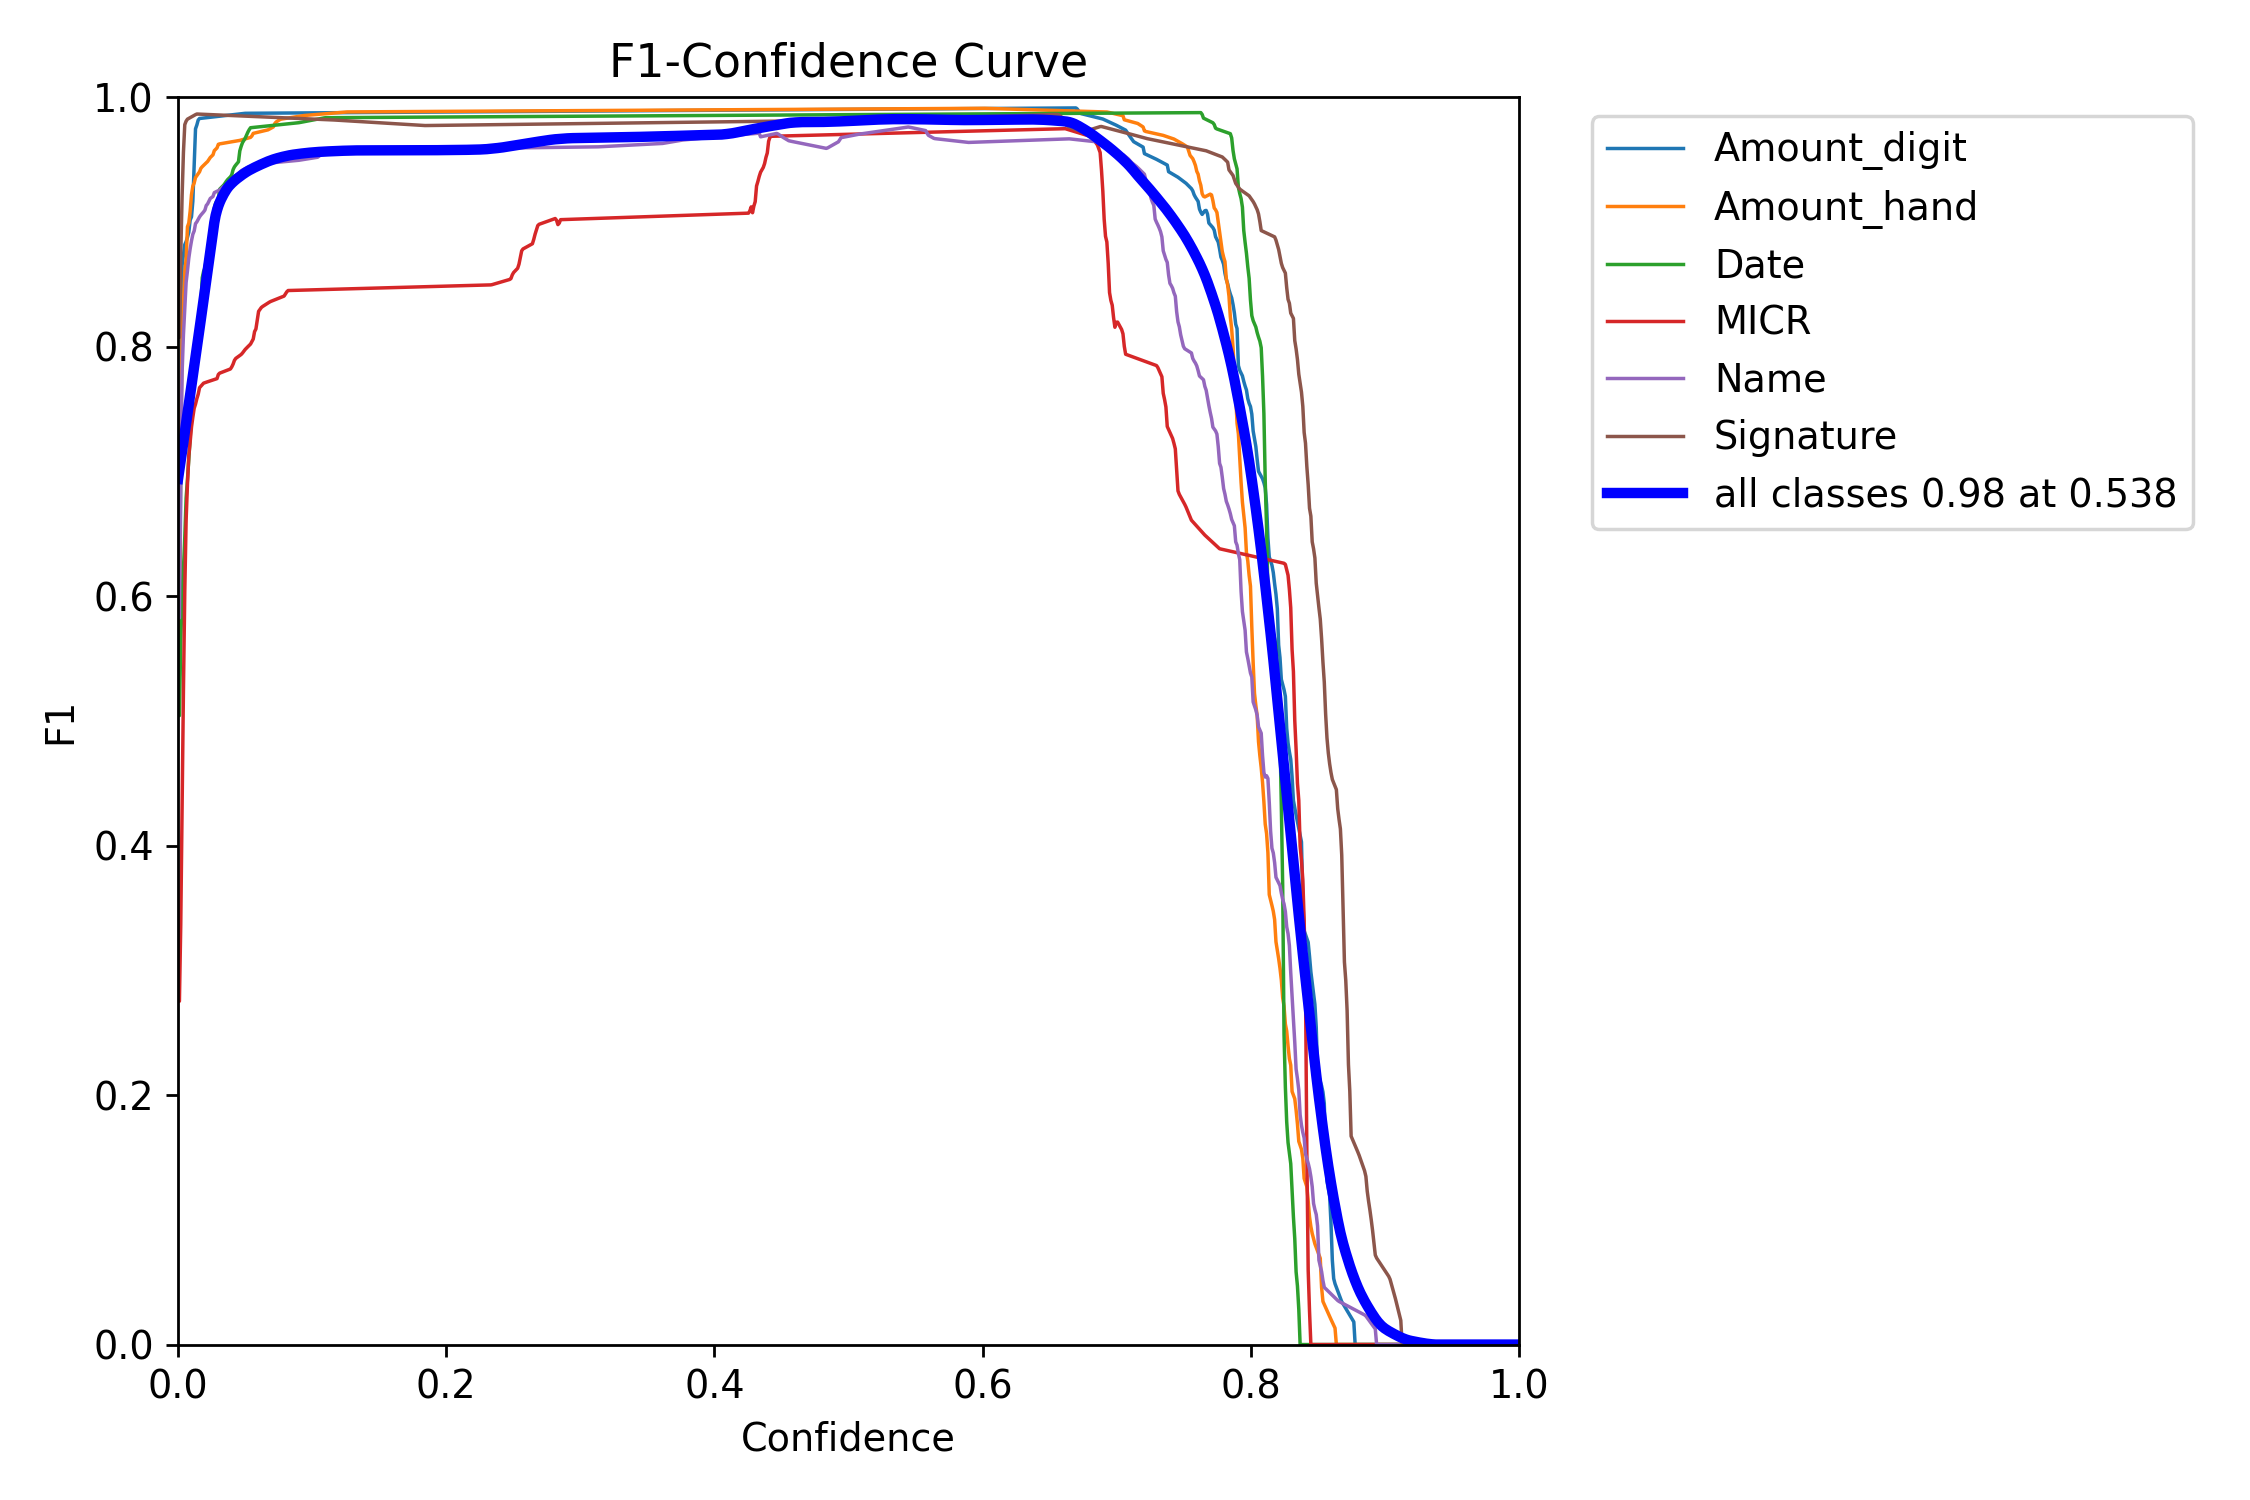 F1-Confidence Curve
1.0
0.8
0.6
0.4
0.2
0.0
F1
0.0 0.2 0.4 0.6 0.8 1.0
Confidence
Amount_digit
Amount_hand
Date
MICR
Name
Signature
all classes 0.98 at 0.538